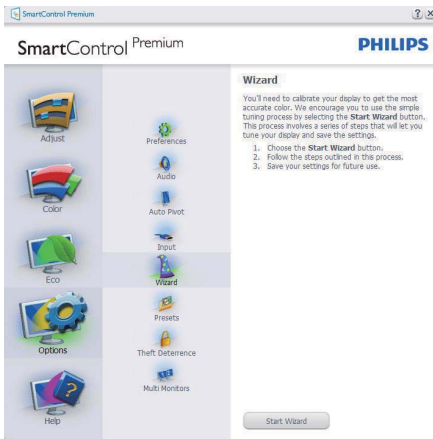 SmartControl Premium
SmartControl Premium
PHILIPS
Adjust
Color
Eco
Options
Help
Preferences
Audio
Auto Pivot
Input
Wizard
Presets
Theft Deterrence
Multi Monitors
Wizard
You'll need to calibrate your display to get the most
accurate color. We encourage you to use the simple
tuning process by selecting the Start Wizard button.
This process involves a series of steps that will let you
tune your display and save the settings.
1. Choose the Start Wizard button.
2. Follow the steps outlined in this process.
3. Save your settings for future use.
Start Wizard